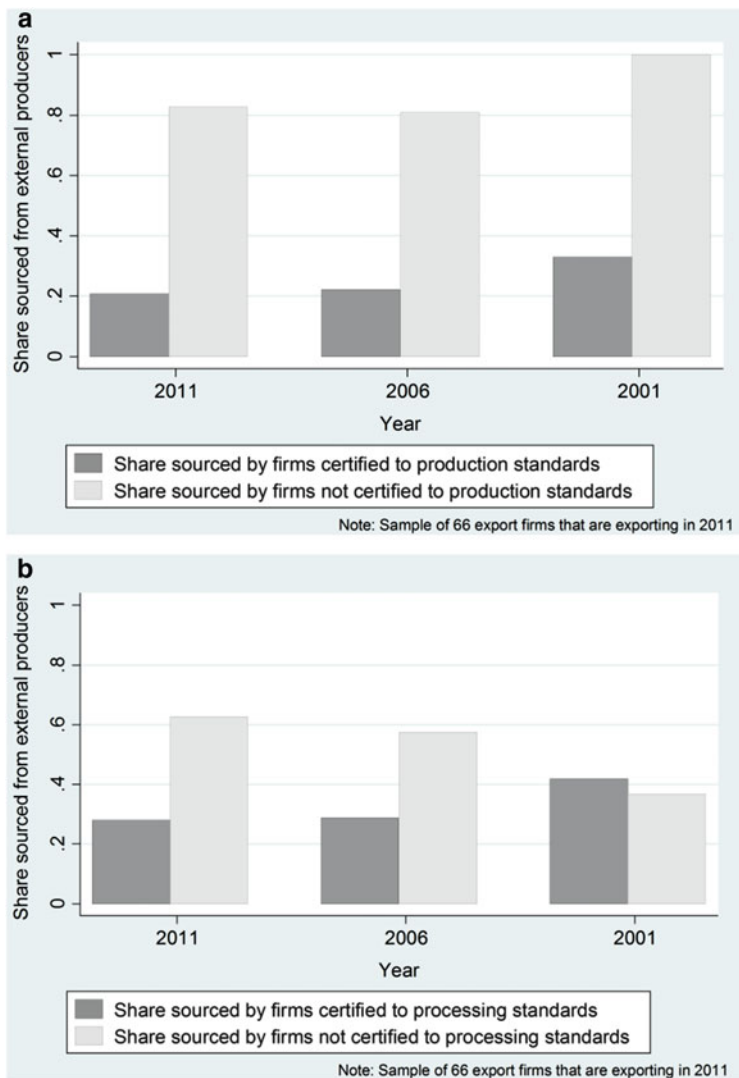 a
Share sourced from external producers
1
.8
.6
.4
.2
0
2011 2006 2001
Year
Share sourced by firms certified to production standards
Share sourced by firms not certified to production standards
Note: Sample of 66 export firms that are exporting in 2011
b
Share sourced from external producers
1
.8
.6
.4
.2
0
2011 2006 2001
Year
Share sourced by firms certified to processing standards
Share sourced by firms not certified to processing standards
Note: Sample of 66 export firms that are exporting in 2011